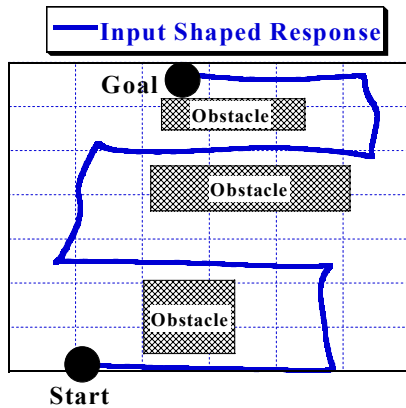 Input Shaped Response
Goal
Obstacle
Obstacle
Obstacle
Start